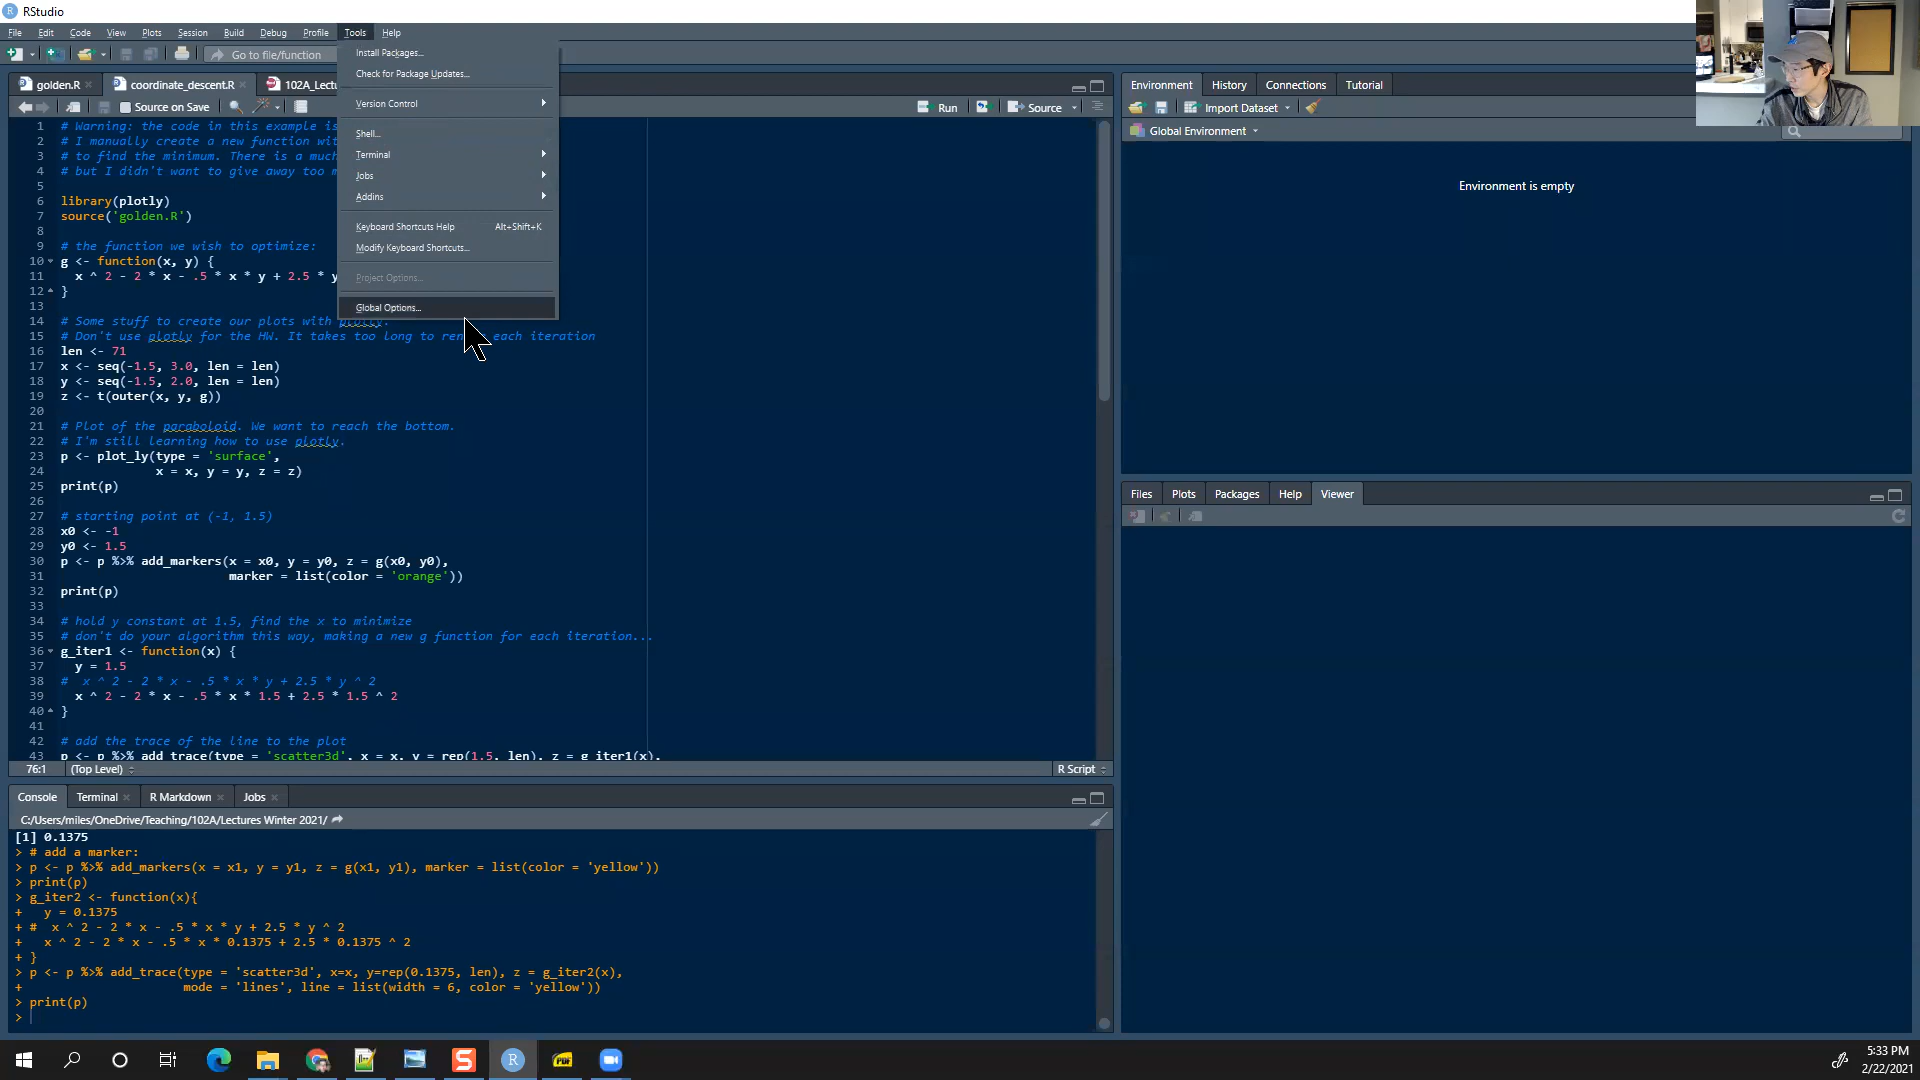 RStudio
File Edit Code View Plots Session Build Debug Profile Tools Help
Go to file/function
Install Packages...
Check for Package Updates...
Version Control
Shell...
Terminal
Jobs
Addins
Keyboard Shortcuts Help Alt+Shift+K
Modify Keyboard Shortcuts...
Project Options...
Global Options...
golden.R coordinate_descent.R 102A_Lectu
Source on Save Run Source
1 # Warning: the code in this example is
2 # I manually create a new function wit
3 # to find the minimum. There is a much
4 # but I didn't want to give away too m
5
6 library(plotly)
7 source('golden.R')
8
9 # the function we wish to optimize:
10 g <- function(x, y) {
11 x ^ 2 - 2 * x - .5 * x * y + 2.5 * y
12 }
13
14 # Some stuff to create our plots with plotly.
15 # Don't use plotly for the HW. It takes too long to ren each iteration
16 len <- 71
17 x <- seq(-1.5, 3.0, len = len)
18 y <- seq(-1.5, 2.0, len = len)
19 z <- t(outer(x, y, g))
20
21 # Plot of the paraboloid. We want to reach the bottom.
22 # I'm still learning how to use plotly.
23 p <- plot_ly(type = 'surface',
24 x = x, y = y, z = z)
25 print(p)
26
27 # starting point at (-1, 1.5)
28 x0 <- -1
29 y0 <- 1.5
30 p <- p %>% add_markers(x = x0, y = y0, z = g(x0, y0),
31 marker = list(color = 'orange'))
32 print(p)
33
34 # hold y constant at 1.5, find the x to minimize
35 # don't do your algorithm this way, making a new g function for each iteration...
36 g_iter1 <- function(x) {
37 y = 1.5
38 # x ^ 2 - 2 * x - .5 * x * y + 2.5 * y ^ 2
39 x ^ 2 - 2 * x - .5 * x * 1.5 + 2.5 * 1.5 ^ 2
40 }
41
42 # add the trace of the line to the plot
43 p <- p %>% add_trace(type = 'scatter3d', x = x, y = rep(1.5, len), z = g_iter1(x),
76:1 (Top Level) R Script
Console Terminal R Markdown Jobs
C:/Users/miles/OneDrive/Teaching/102A/Lectures Winter 2021/
[1] 0.1375
> # add a marker:
> p <- p %>% add_markers(x = x1, y = y1, z = g(x1, y1), marker = list(color = 'yellow'))
> print(p)
> g_iter2 <- function(x){
+ y = 0.1375
+ # x ^ 2 - 2 * x - .5 * x * y + 2.5 * y ^ 2
+ x ^ 2 - 2 * x - .5 * x * 0.1375 + 2.5 * 0.1375 ^ 2
+ }
> p <- p %>% add_trace(type = 'scatter3d', x=x, y=rep(0.1375, len), z = g_iter2(x),
+ mode = 'lines', line = list(width = 6, color = 'yellow'))
> print(p)
>
Environment History Connections Tutorial
Import Dataset
Global Environment
Environment is empty
Files Plots Packages Help Viewer
R
S
R
PDF
5:33 PM
2/22/2021